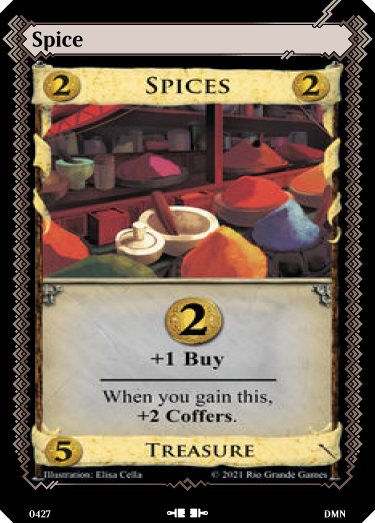 Spice
2 SPICES 2
2
+1 Buy
When you gain this,
+2 Coffers.
5 TREASURE
Illustration: Elisa Cella © 2021 Rio Grande Games
0427 DMN